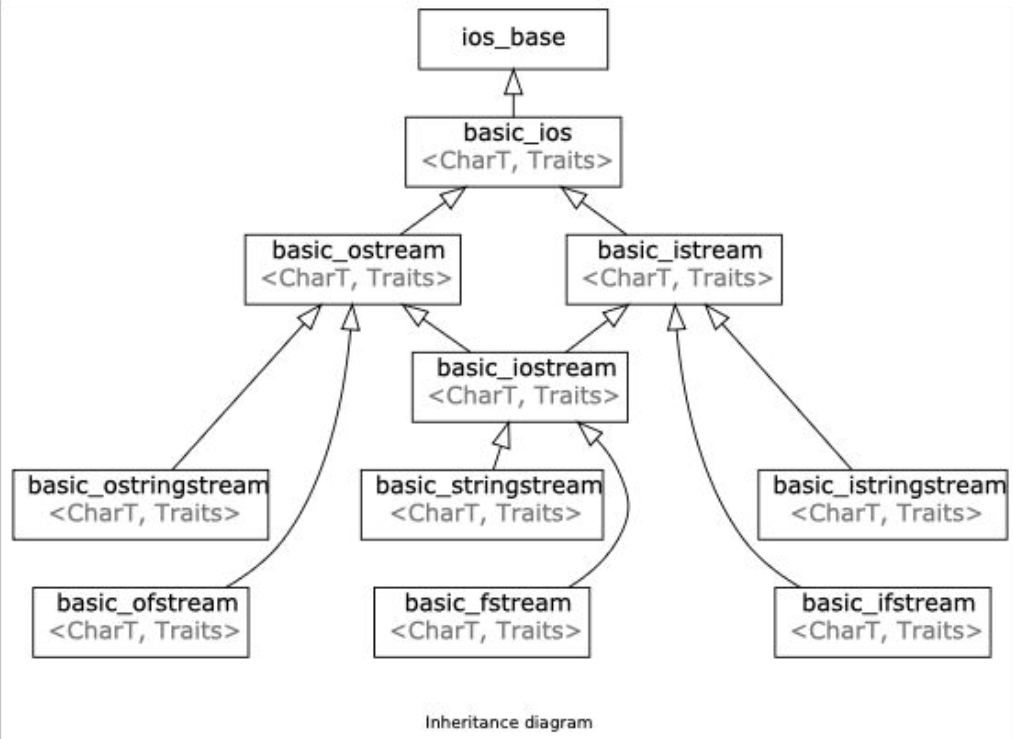 ios_base
basic_ios
<CharT, Traits>
basic_ostream
<CharT, Traits>
basic_istream
<CharT, Traits>
basic_iostream
<CharT, Traits>
basic_ostringstream
<CharT, Traits>
basic_stringstream
<CharT, Traits>
basic_istringstream
<CharT, Traits>
basic_ofstream
<CharT, Traits>
basic_fstream
<CharT, Traits>
basic_ifstream
<CharT, Traits>
Inheritance diagram